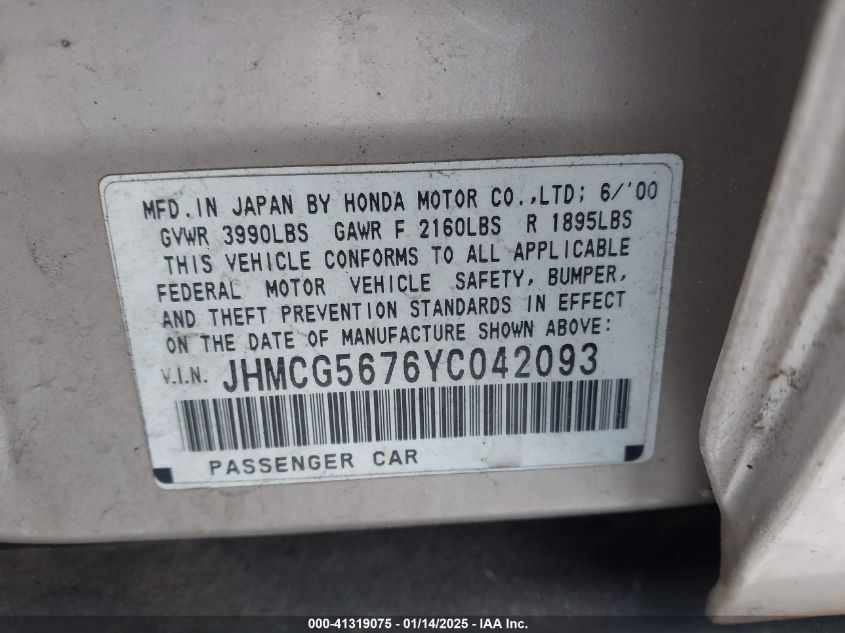 MFD.IN JAPAN BY HONDA MOTOR CO.,LTD; 6/'00
GVWR 3990LBS GAWR F 2160LBS R 1895LBS
THIS VEHICLE CONFORMS TO ALL APPLICABLE
FEDERAL MOTOR VEHICLE SAFETY, BUMPER,
AND THEFT PREVENTION STANDARDS IN EFFECT
ON THE DATE OF MANUFACTURE SHOWN ABOVE:
V.I.N. JHMCG5676YC042093
PASSENGER CAR
000-41319075 - 01/14/2025 - IAA Inc.